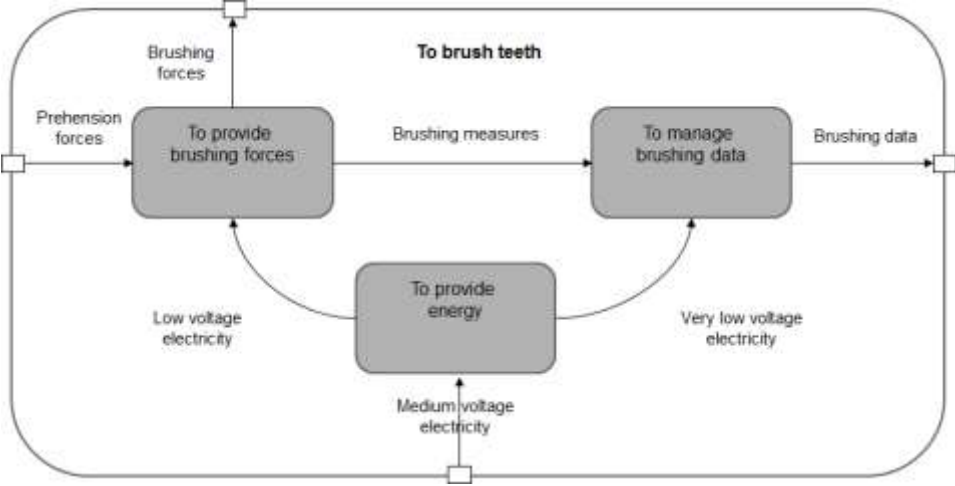 To brush teeth
Brushing
forces
Prehension
forces
To provide
brushing forces
Brushing measures
To manage
brushing data
Brushing data
To provide
energy
Low voltage
electricity
Very low voltage
electricity
Medium voltage
electricity